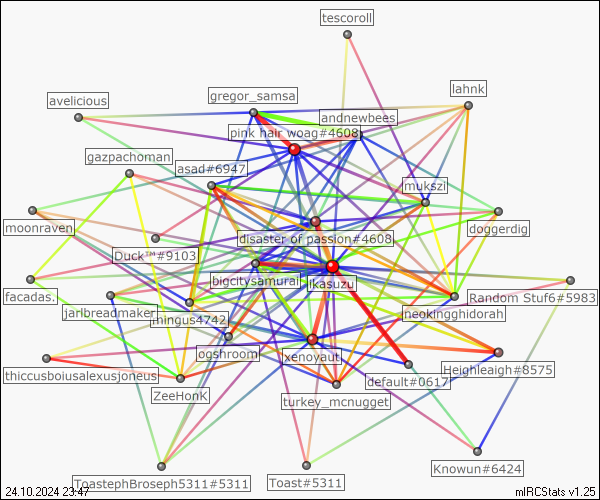 tescoroll
lahnk
gregor_samsa
avelicious
andnewbees
pink hair woag#4608
gazpachoman
asad#6947
mukszi
moonraven
doggerdig
disaster of passion#4608
Duck™#9103
bigcitysamurai
ikasuzu
facadas.
Random Stuf6#5983
jarlbreadmaker
mingus4742
neoklngghidorah
ogshroom
xenoyaut
thiccusboiusalexusjoneus
default#0617
Heighleaigh#8575
ZeeHonK
turkey_mcnugget
Knowun#6424
ToastephBroseph5311#5311
Toast#5311
24.10.2024 23:47
mIRCStats v1.25